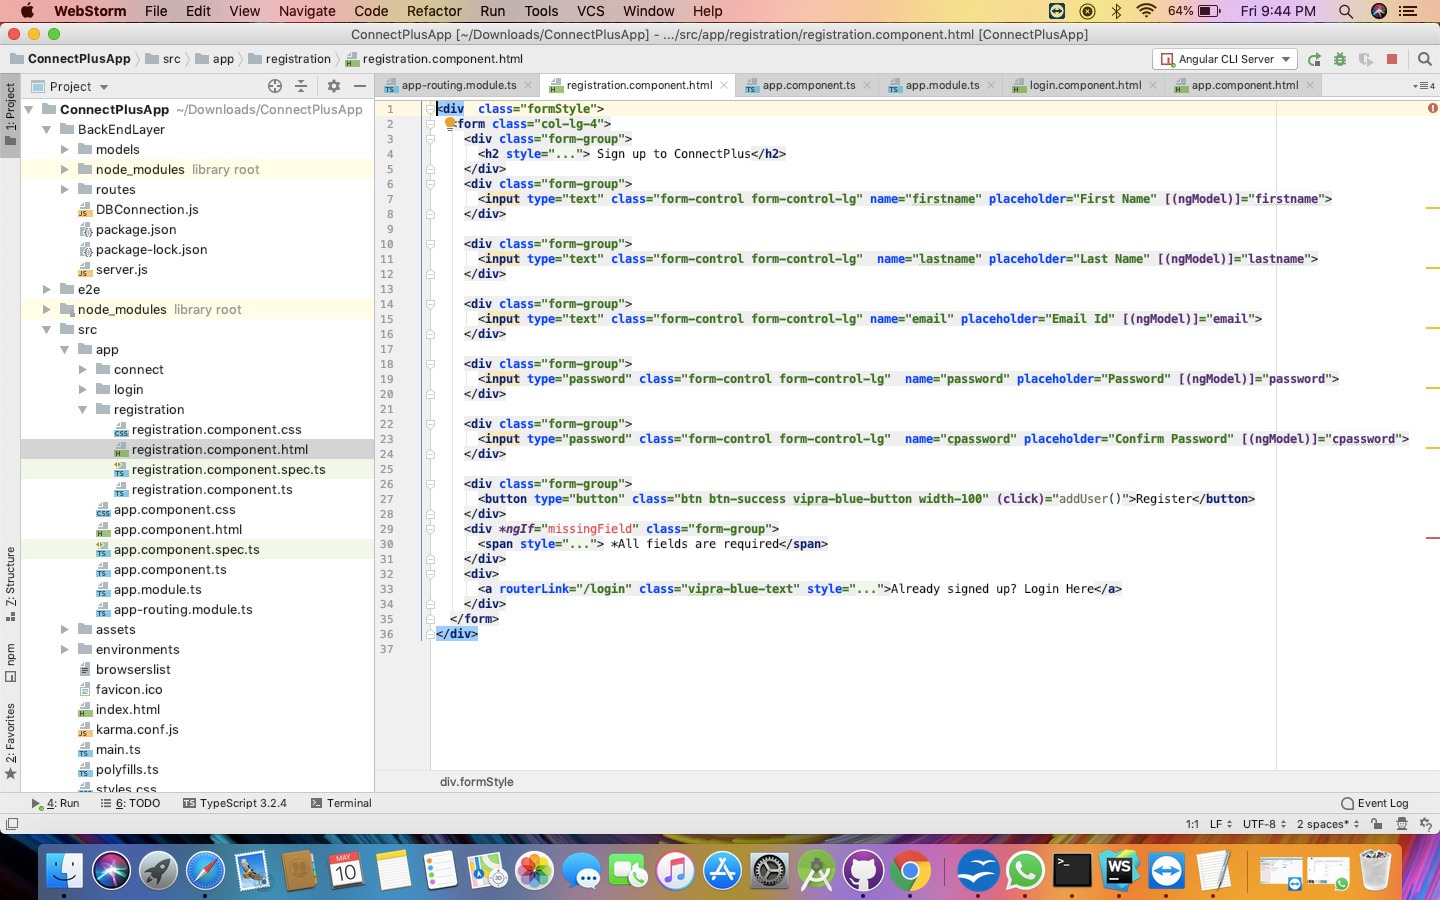 WebStorm File Edit View Navigate Code Refactor Run Tools VCS Window Help 64% Fri 9:44 PM
ConnectPlusApp [~/Downloads/ConnectPlusApp] - .../src/app/registration/registration.component.html [ConnectPlusApp]
ConnectPlusApp src app registration registration.component.html Angular CLI Server
Project
app-routing.module.ts registration.component.html app.component.ts app.module.ts login.component.html app.component.html 4
1: Project
Z: Structure
npm
2: Favorites
ConnectPlusApp ~/Downloads/ConnectPlusApp
BackEndLayer
models
node_modules library root
routes
DBConnection.js
package.json
package-lock.json
server.js
e2e
node_modules library root
src
app
connect
login
registration
registration.component.css
registration.component.html
registration.component.spec.ts
registration.component.ts
app.component.css
app.component.html
app.component.spec.ts
app.component.ts
app.module.ts
app-routing.module.ts
assets
environments
browserslist
favicon.ico
index.html
karma.conf.js
main.ts
polyfills.ts
styles.css
1 <div  class="formStyle">
2 <form class="col-lg-4">
3 <div class="form-group">
4 <h2 style="..."> Sign up to ConnectPlus</h2>
5 </div>
6 <div class="form-group">
7 <input type="text" class="form-control form-control-lg" name="firstname" placeholder="First Name" [(ngModel)]="firstname">
8 </div>
9
10 <div class="form-group">
11 <input type="text" class="form-control form-control-lg"  name="lastname" placeholder="Last Name" [(ngModel)]="lastname">
12 </div>
13
14 <div class="form-group">
15 <input type="text" class="form-control form-control-lg" name="email" placeholder="Email Id" [(ngModel)]="email">
16 </div>
17
18 <div class="form-group">
19 <input type="password" class="form-control form-control-lg"  name="password" placeholder="Password" [(ngModel)]="password">
20 </div>
21
22 <div class="form-group">
23 <input type="password" class="form-control form-control-lg"  name="cpassword" placeholder="Confirm Password" [(ngModel)]="cpassword">
24 </div>
25
26 <div class="form-group">
27 <button type="button" class="btn btn-success vipra-blue-button width-100" (click)="addUser()">Register</button>
28 </div>
29 <div *ngIf="missingField" class="form-group">
30 <span style="..."> *All fields are required</span>
31 </div>
32 <div>
33 <a routerLink="/login" class="vipra-blue-text" style="...">Already signed up? Login Here</a>
34 </div>
35 </form>
36 </div>
37
div.formStyle
4: Run 6: TODO TypeScript 3.2.4 Terminal Event Log
1:1 LF UTF-8 2 spaces*
MAY
10
WS